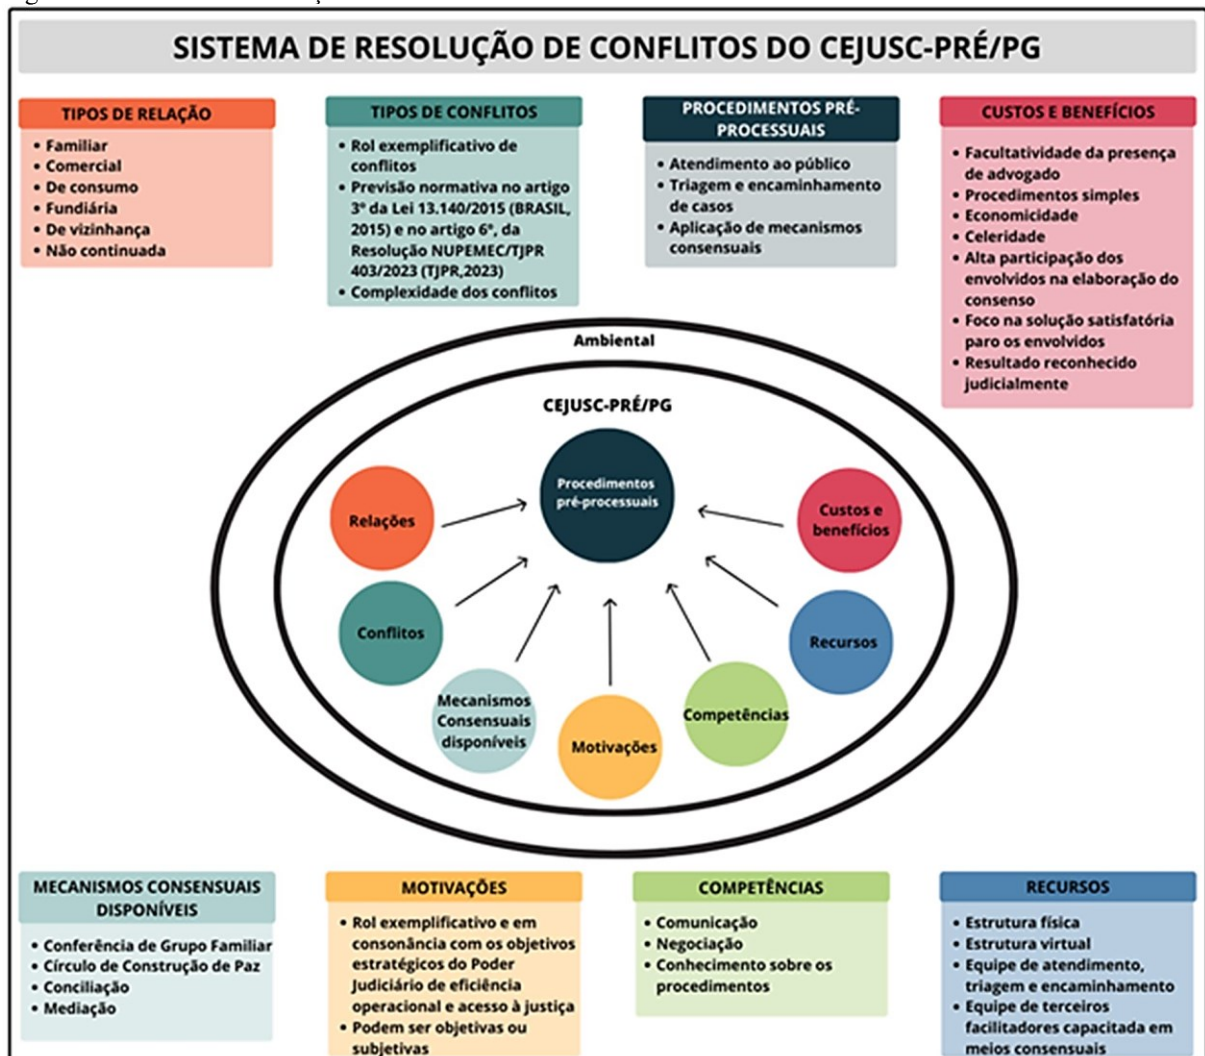 SISTEMA DE RESOLUÇÃO DE CONFLITOS DO CEJUSC-PRÉ/PG
TIPOS DE RELAÇÃO
• Familiar
• Comercial
• De consumo
• Fundiária
• De vizinhança
• Não continuada
TIPOS DE CONFLITOS
• Rol exemplificativo de
conflitos
• Previsão normativa no artigo
3º da Lei 13.140/2015 (BRASIL,
2015) e no artigo 6º, da
Resolução NUPEMEC/TJPR
403/2023 (TJPR,2023)
• Complexidade dos conflitos
PROCEDIMENTOS PRÉ-
PROCESSUAIS
• Atendimento ao público
• Triagem e encaminhamento
de casos
• Aplicação de mecanismos
consensuais
CUSTOS E BENEFÍCIOS
• Facultatividade da presença
de advogado
• Procedimentos simples
• Economicidade
• Celeridade
• Alta participação dos
envolvidos na elaboração do
consenso
• Foco na solução satisfatória
paro os envolvidos
• Resultado reconhecido
judicialmente
Ambiental
CEJUSC-PRÉ/PG
Procedimentos
pré-processuais
Relações
Custos e
benefícios
Conflitos
Recursos
Mecanismos
Consensuais
disponíveis
Motivações
Competências
MECANISMOS CONSENSUAIS
DISPONÍVEIS
• Conferência de Grupo Familiar
• Círculo de Construção de Paz
• Conciliação
• Mediação
MOTIVAÇÕES
• Rol exemplificativo e em
consonância com os objetivos
estratégicos do Poder
Judiciário de eficiência
operacional e acesso à justiça
• Podem ser objetivas ou
subjetivas
COMPETÊNCIAS
• Comunicação
• Negociação
• Conhecimento sobre os
procedimentos
RECURSOS
• Estrutura física
• Estrutura virtual
• Equipe de atendimento,
triagem e encaminhamento
• Equipe de terceiros
facilitadores capacitada em
meios consensuais